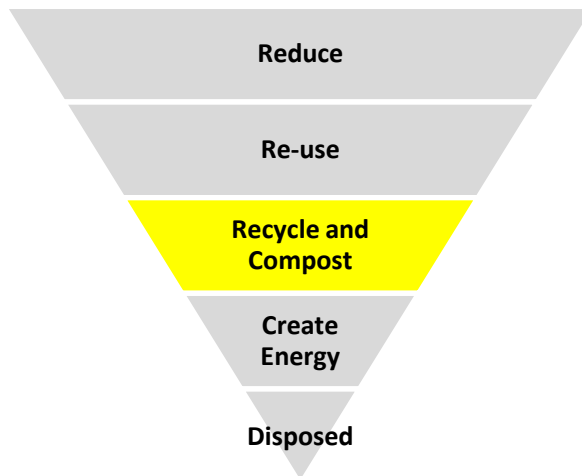 Reduce
Re-use
Recycle and
Compost
Create
Energy
Disposed